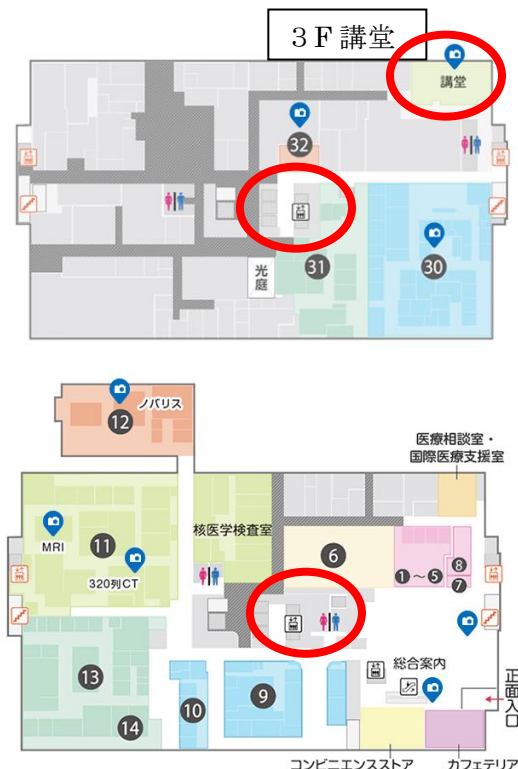 ３Ｆ講堂
講堂
32
31
30
光庭
ノバリス
12
医療相談室・
国際医療支援室
MRI
11
320列CT
核医学検査室
6
1～5
8
7
13
14
10
9
総合案内
正面入口
コンビニエンスストア
カフェテリア